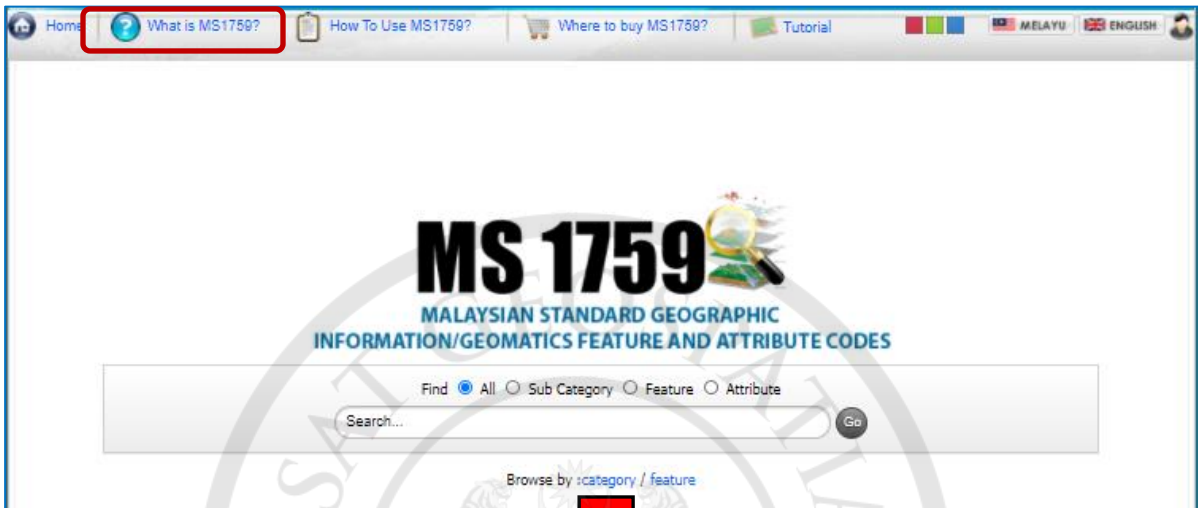 Home What is MS1759? How To Use MS1759? Where to buy MS1759? Tutorial MELAYU ENGLISH
MS 1759
MALAYSIAN STANDARD GEOGRAPHIC
INFORMATION/GEOMATICS FEATURE AND ATTRIBUTE CODES
Find All Sub Category Feature Attribute
Search... Go
Browse by :category / feature